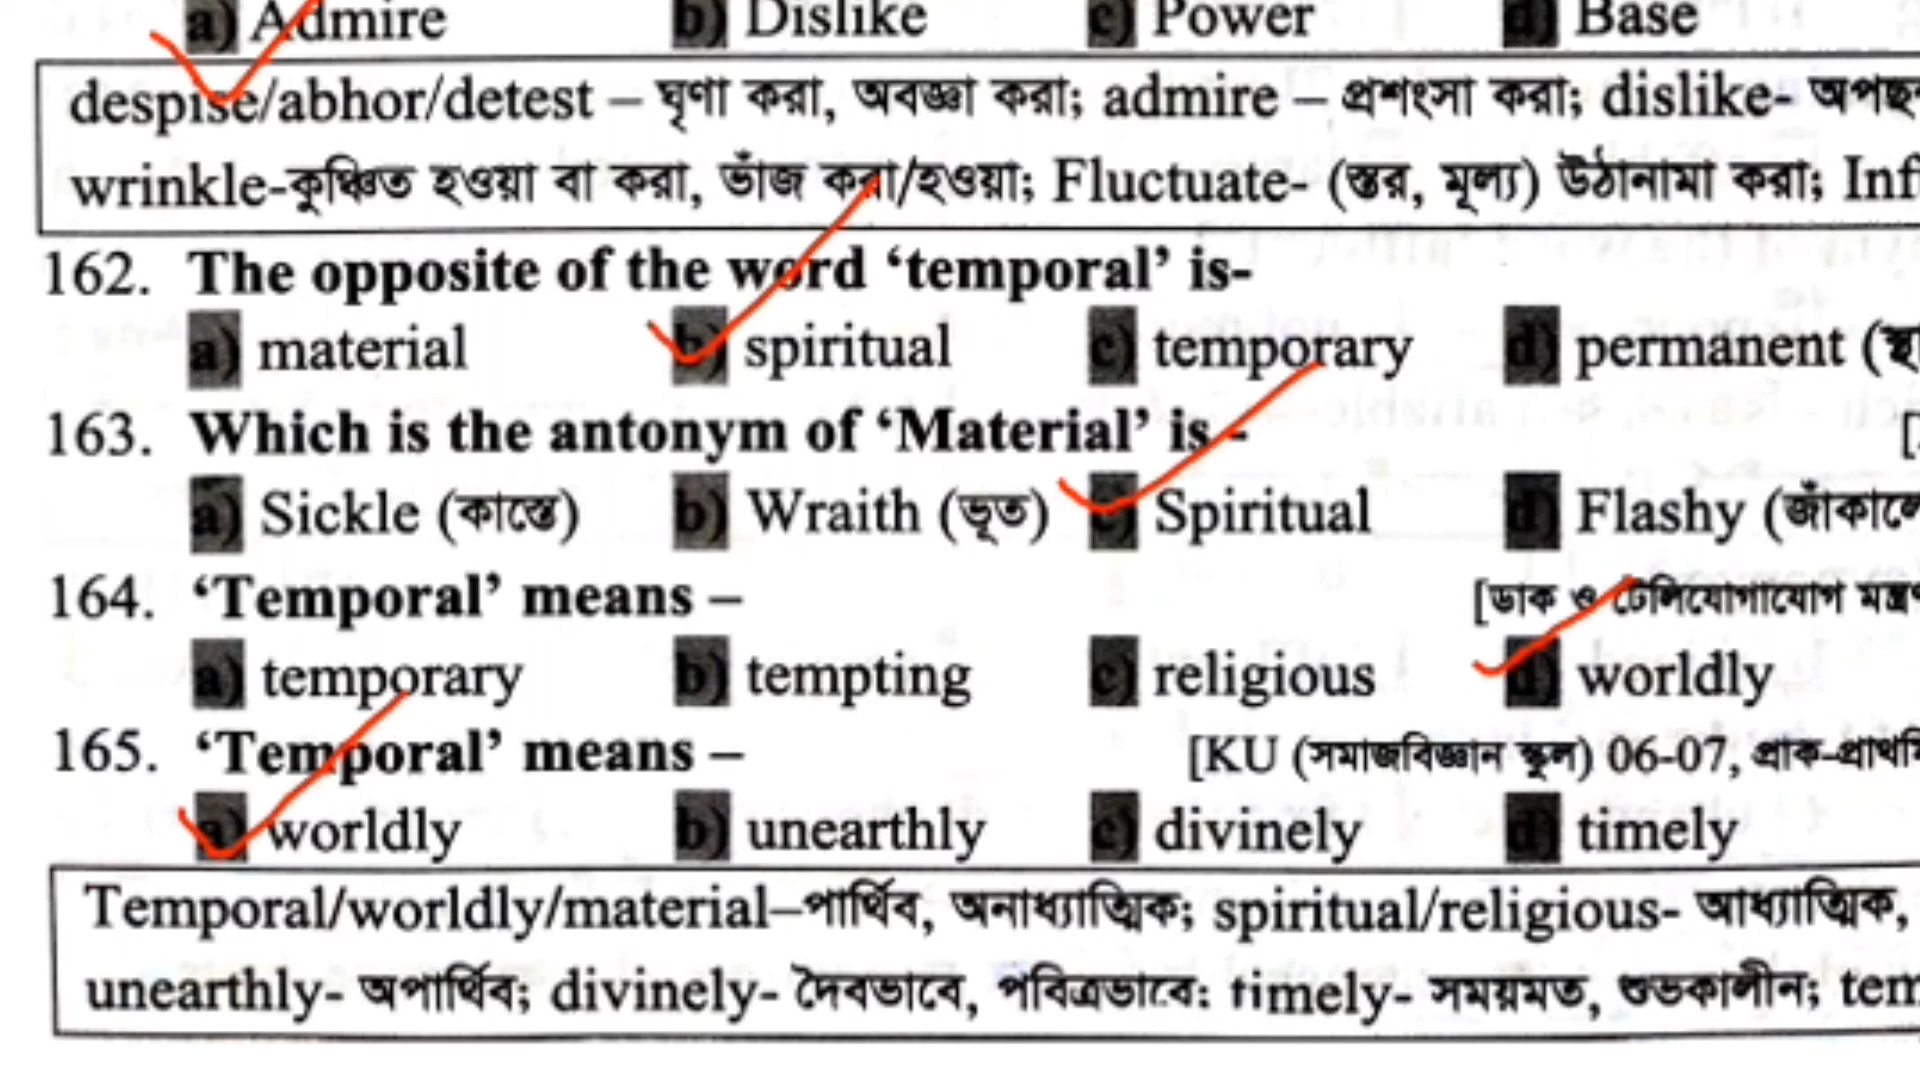 a) Admire b) Dislike c) Power d) Base
despise/abhor/detest – ঘৃণা করা, অবজ্ঞা করা; admire – প্রশংসা করা; dislike-
wrinkle-কুঞ্চিত হওয়া বা করা, ভাঁজ করা/হওয়া; Fluctuate- (স্তর, মূল্য) উঠানামা করা;
162. The opposite of the word ‘temporal’ is-
a) material b) spiritual c) temporary d) permanent
163. Which is the antonym of ‘Material’ is -
a) Sickle (কাস্তে) b) Wraith (ভূত) c) Spiritual d) Flashy
164. ‘Temporal’ means – [ডাক ও টেলিযোগাযোগ
a) temporary b) tempting c) religious d) worldly
165. ‘Temporal’ means – [KU (সমাজবিজ্ঞান স্কুল) 06-07,
a) worldly b) unearthly c) divinely d) timely
Temporal/worldly/material–পার্থিব, অনাধ্যাত্মিক; spiritual/religious- আধ্যাত্মিক,
unearthly- অপার্থিব; divinely- দৈবভাবে, পবিত্রভাবে: timely- সময়মত, শুভকালীন;